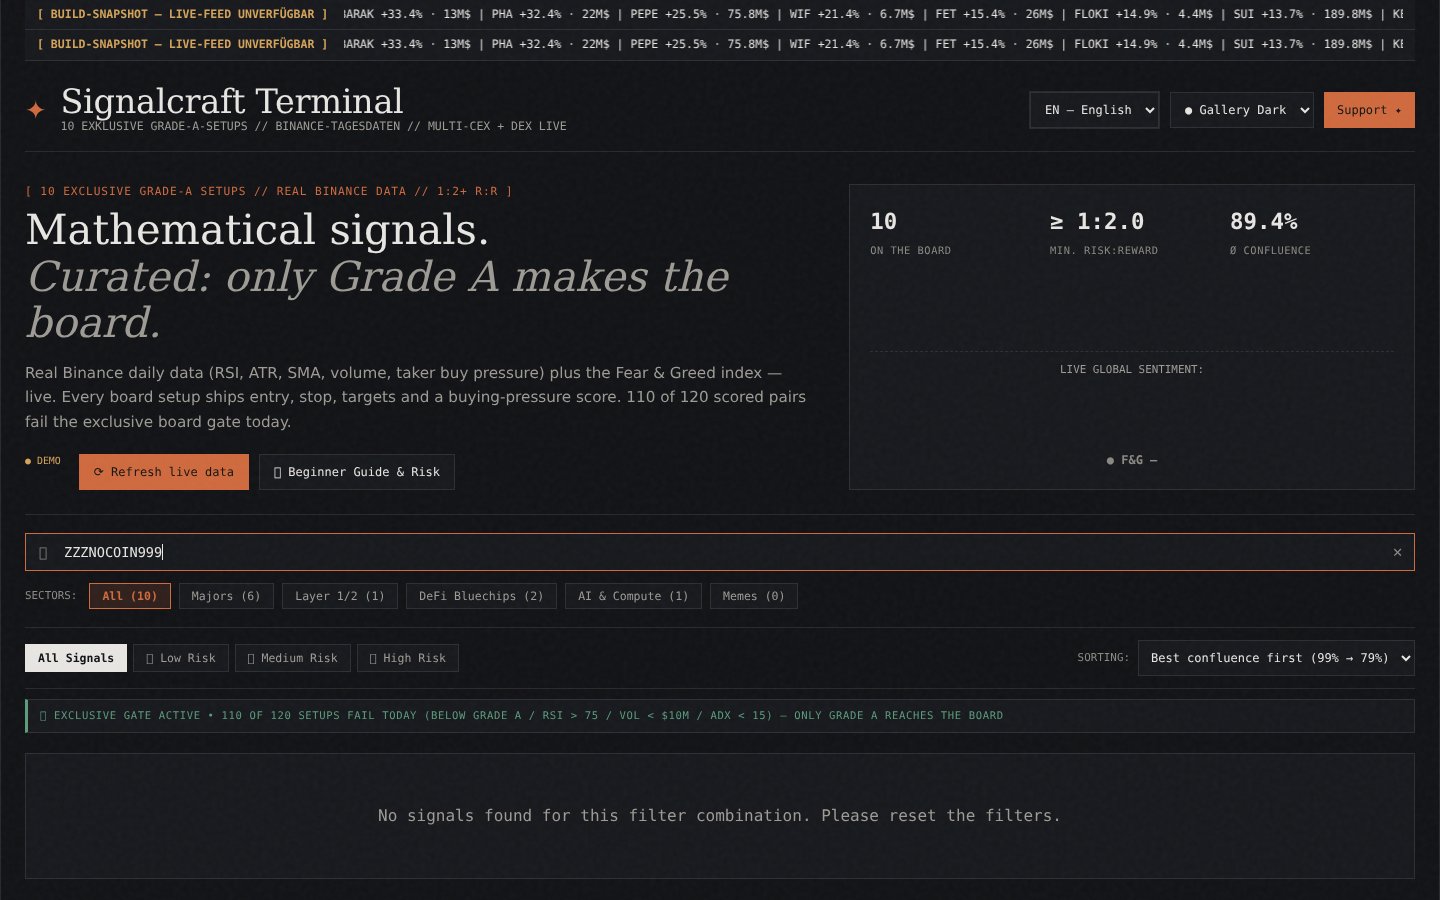 [ BUILD-SNAPSHOT — LIVE-FEED UNVERFÜGBAR ] BARAK +33.4% · 13M$ | PHA +32.4% · 22M$ | PEPE +25.5% · 75.8M$ | WIF +21.4% · 6.7M$ | FET +15.4% · 26M$ | FLOKI +14.9% · 4.4M$ | SUI +13.7% · 189.8M$ |
[ BUILD-SNAPSHOT — LIVE-FEED UNVERFÜGBAR ] BARAK +33.4% · 13M$ | PHA +32.4% · 22M$ | PEPE +25.5% · 75.8M$ | WIF +21.4% · 6.7M$ | FET +15.4% · 26M$ | FLOKI +14.9% · 4.4M$ | SUI +13.7% · 189.8M$ |
✦ Signalcraft Terminal
10 EXKLUSIVE GRADE-A-SETUPS // BINANCE-TAGESDATEN // MULTI-CEX + DEX LIVE
EN — English
● Gallery Dark
Support ✦
[ 10 EXCLUSIVE GRADE-A SETUPS // REAL BINANCE DATA // 1:2+ R:R ]
Mathematical signals.
Curated: only Grade A makes the
board.
Real Binance daily data (RSI, ATR, SMA, volume, taker buy pressure) plus the Fear & Greed index —
live. Every board setup ships entry, stop, targets and a buying-pressure score. 110 of 120 scored pairs
fail the exclusive board gate today.
● DEMO
⟳ Refresh live data
Beginner Guide & Risk
10 ≥ 1:2.0 89.4%
ON THE BOARD MIN. RISK:REWARD Ø CONFLUENCE
LIVE GLOBAL SENTIMENT:
● F&G —
ZZZNOCOIN999 ×
SECTORS: All (10) Majors (6) Layer 1/2 (1) DeFi Bluechips (2) AI & Compute (1) Memes (0)
All Signals Low Risk Medium Risk High Risk
SORTING: Best confluence first (99% → 79%)
EXCLUSIVE GATE ACTIVE • 110 OF 120 SETUPS FAIL TODAY (BELOW GRADE A / RSI > 75 / VOL < $10M / ADX < 15) — ONLY GRADE A REACHES THE BOARD
No signals found for this filter combination. Please reset the filters.